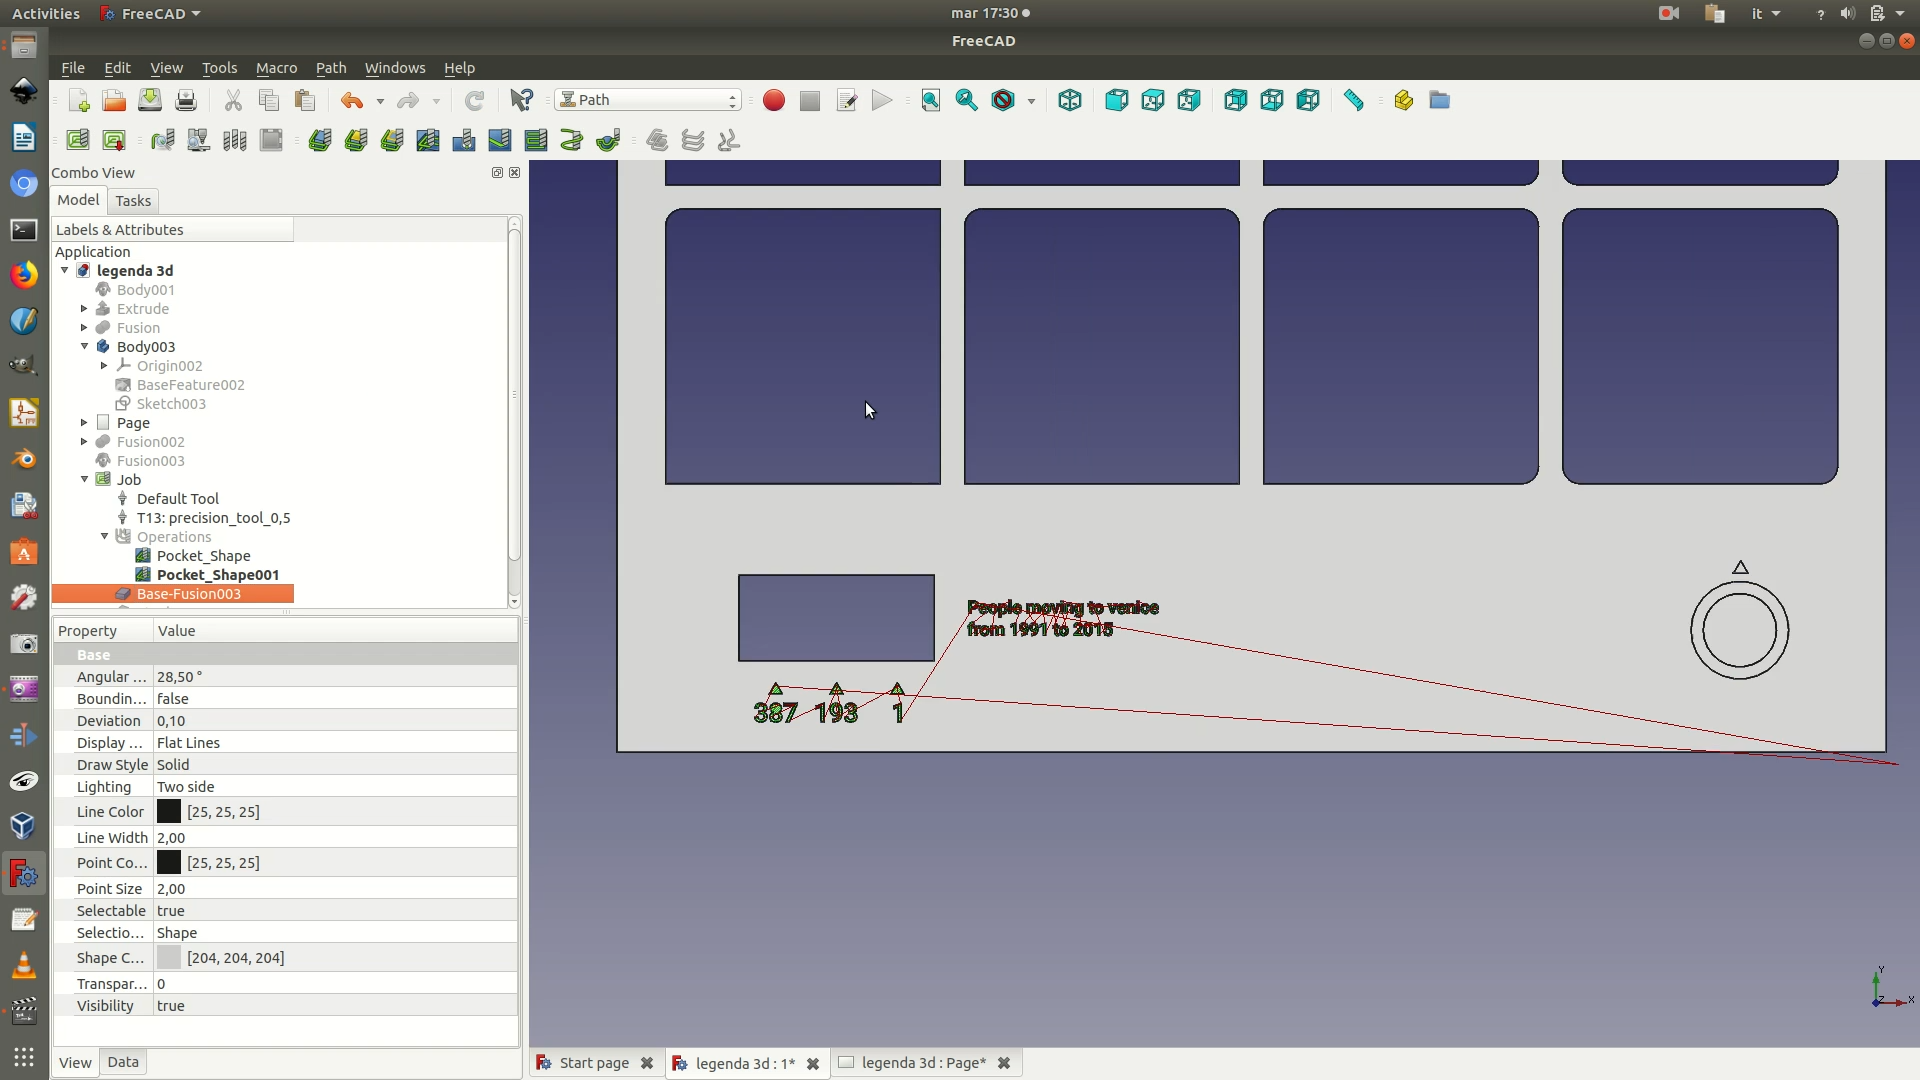 Activities
FreeCAD
mar 17:30
it
?
FreeCAD
File
Edit
View
Tools
Macro
Path
Windows
Help
Path
Combo View
Model
Tasks
Labels & Attributes
Application
legenda 3d
Body001
Extrude
Fusion
Body003
Origin002
BaseFeature002
Sketch003
Page
Fusion002
Fusion003
Job
Default Tool
T13: precision_tool_0,5
Operations
Pocket_Shape
Pocket_Shape001
Base-Fusion003
Property Value
Base
Angular ... 28,50 °
Boundin... false
Deviation 0,10
Display ... Flat Lines
Draw Style Solid
Lighting Two side
Line Color [25, 25, 25]
Line Width 2,00
Point Co... [25, 25, 25]
Point Size 2,00
Selectable true
Selectio... Shape
Shape C... [204, 204, 204]
Transpar... 0
Visibility true
View
Data
People moving to venice
from 1991 to 2015
387 193 1
Y
Z
X
Start page
legenda 3d : 1*
legenda 3d : Page*